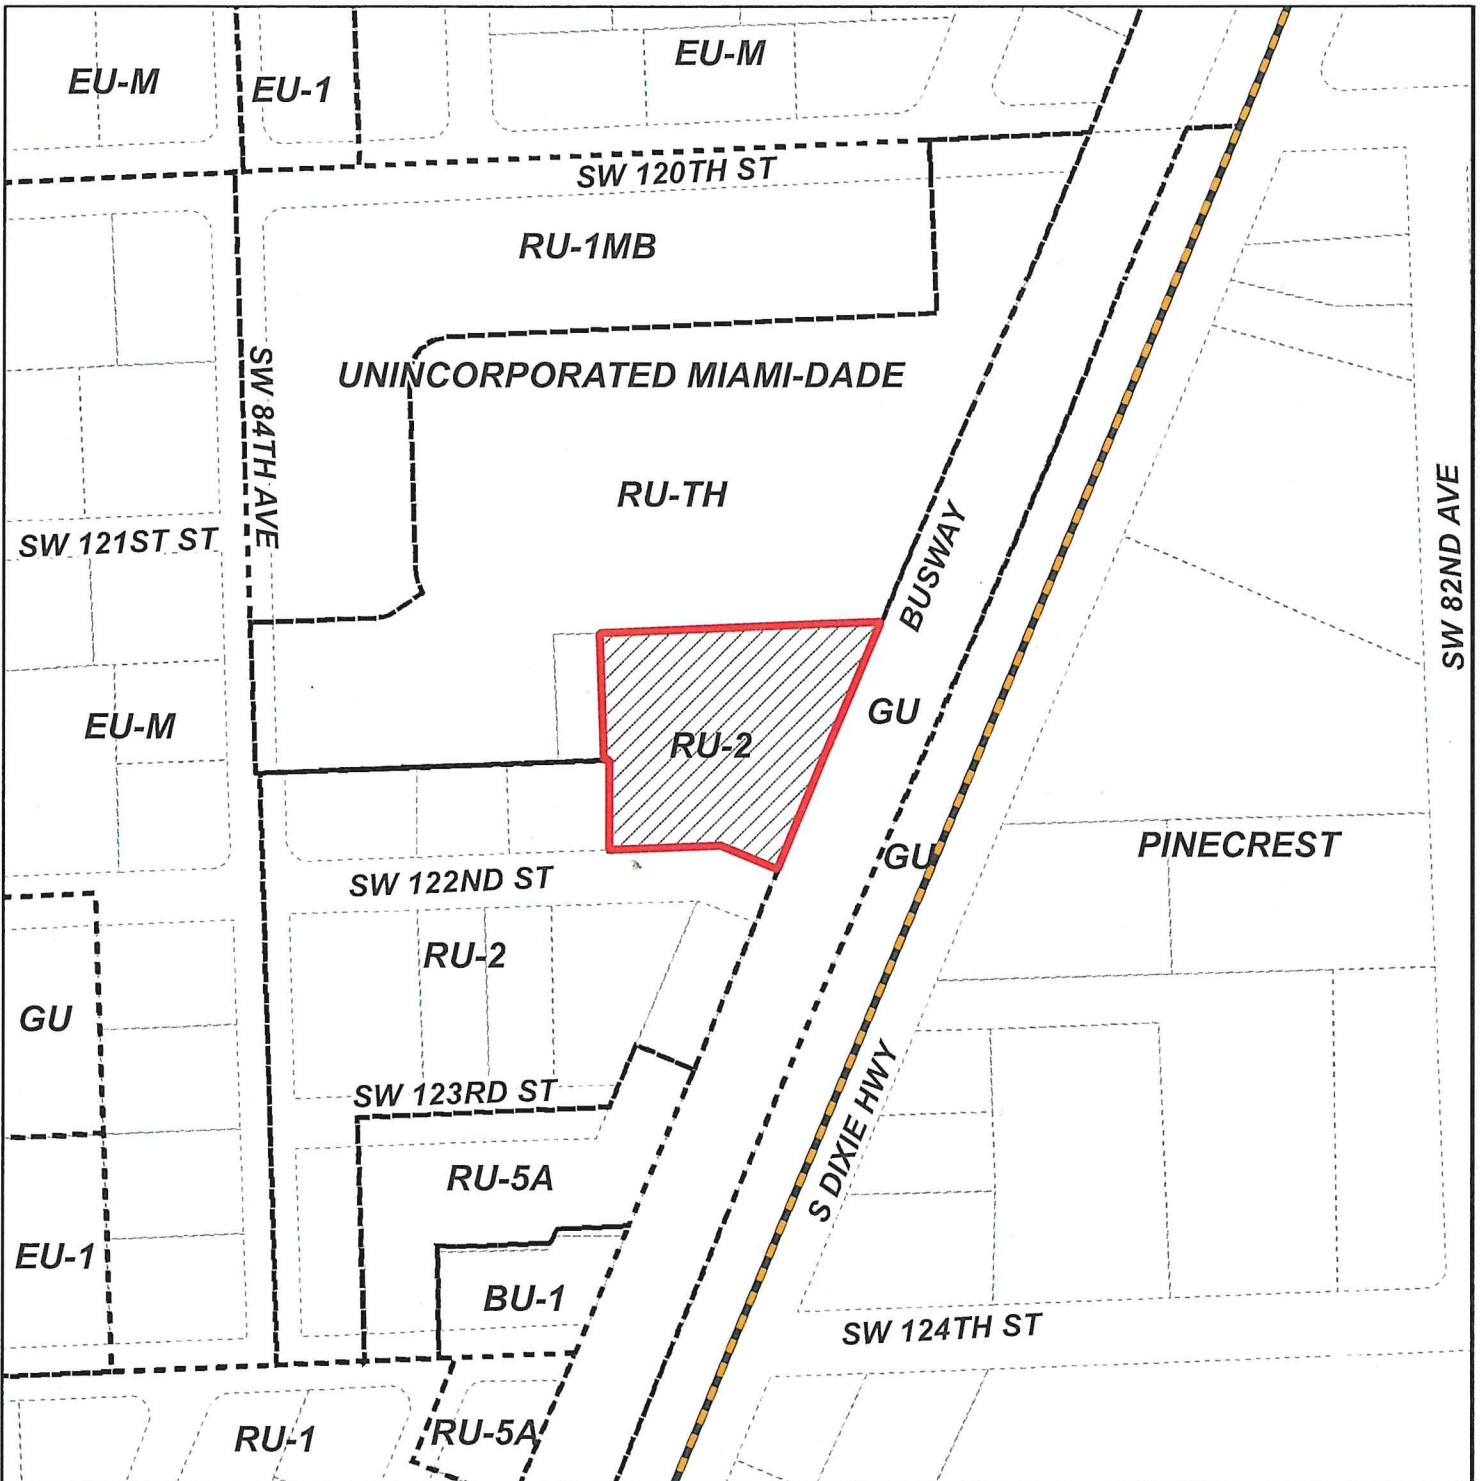 EU-M
EU-1
EU-M
SW 120TH ST
RU-1MB
UNINCORPORATED MIAMI-DADE
SW 84TH AVE
RU-TH
SW 121ST ST
BUSWAY
SW 82ND AVE
EU-M
RU-2
GU
GU
PINECREST
SW 122ND ST
RU-2
GU
SW 123RD ST
S DIXIE HWY
RU-5A
EU-1
BU-1
SW 124TH ST
RU-1
RU-5A